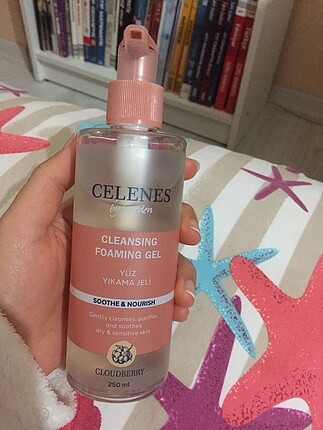 CELENES
by Sweden
CLEANSING
FOAMING GEL
YÜZ
YIKAMA JELİ
SOOTHE & NOURISH
Gently cleanses, purifies
and soothes
dry & sensitive skin
CLOUDBERRY
250 ml